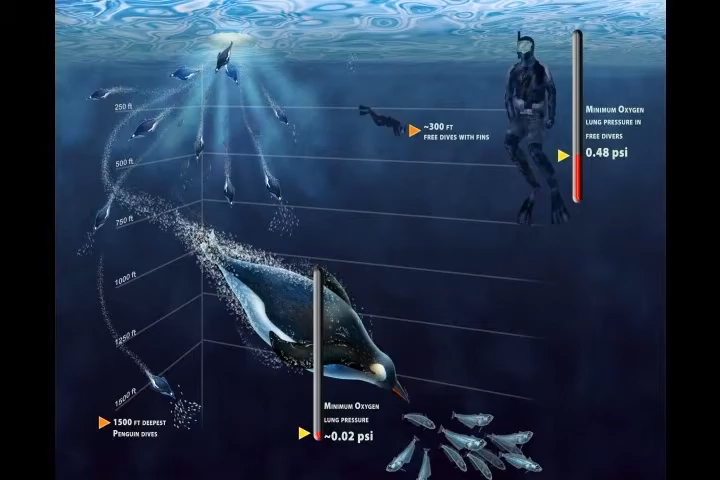 250 ft
~300 FT
FREE DIVES WITH FINS
MINIMUM OXYGEN
LUNG PRESSURE IN
FREE DIVERS
0.48 psi
500 ft
750 ft
1000 ft
1250 ft
1500 ft
1500 FT DEEPEST
PENGUIN DIVES
MINIMUM OXYGEN
LUNG PRESSURE
~0.02 psi